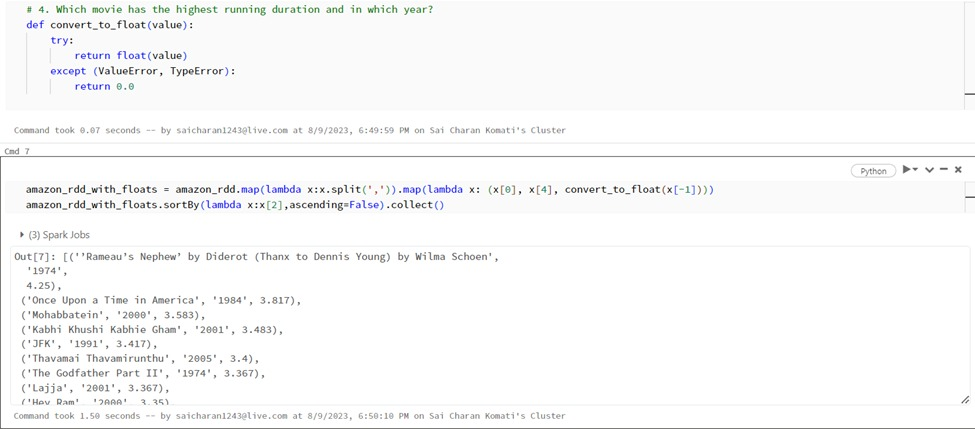 # 4. Which movie has the highest running duration and in which year?
def convert_to_float(value):
try:
return float(value)
except (ValueError, TypeError):
return 0.0
Command took 0.07 seconds -- by saicharan1243@live.com at 8/9/2023, 6:49:59 PM on Sai Charan Komati's Cluster
Cmd 7
Python
amazon_rdd_with_floats = amazon_rdd.map(lambda x:x.split(',')).map(lambda x: (x[0], x[4], convert_to_float(x[-1])))
amazon_rdd_with_floats.sortBy(lambda x:x[2],ascending=False).collect()
(3) Spark Jobs
Out[7]: [('’Rameau’s Nephew’ by Diderot (Thanx to Dennis Young) by Wilma Schoen',
'1974',
4.25),
('Once Upon a Time in America', '1984', 3.817),
('Mohabbatein', '2000', 3.583),
('Kabhi Khushi Kabhie Gham', '2001', 3.483),
('JFK', '1991', 3.417),
('Thavamai Thavamirunthu', '2005', 3.4),
('The Godfather Part II', '1974', 3.367),
('Lajja', '2001', 3.367),
('Hey Ram', '2000', 3.35),
Command took 1.50 seconds -- by saicharan1243@live.com at 8/9/2023, 6:50:10 PM on Sai Charan Komati's Cluster